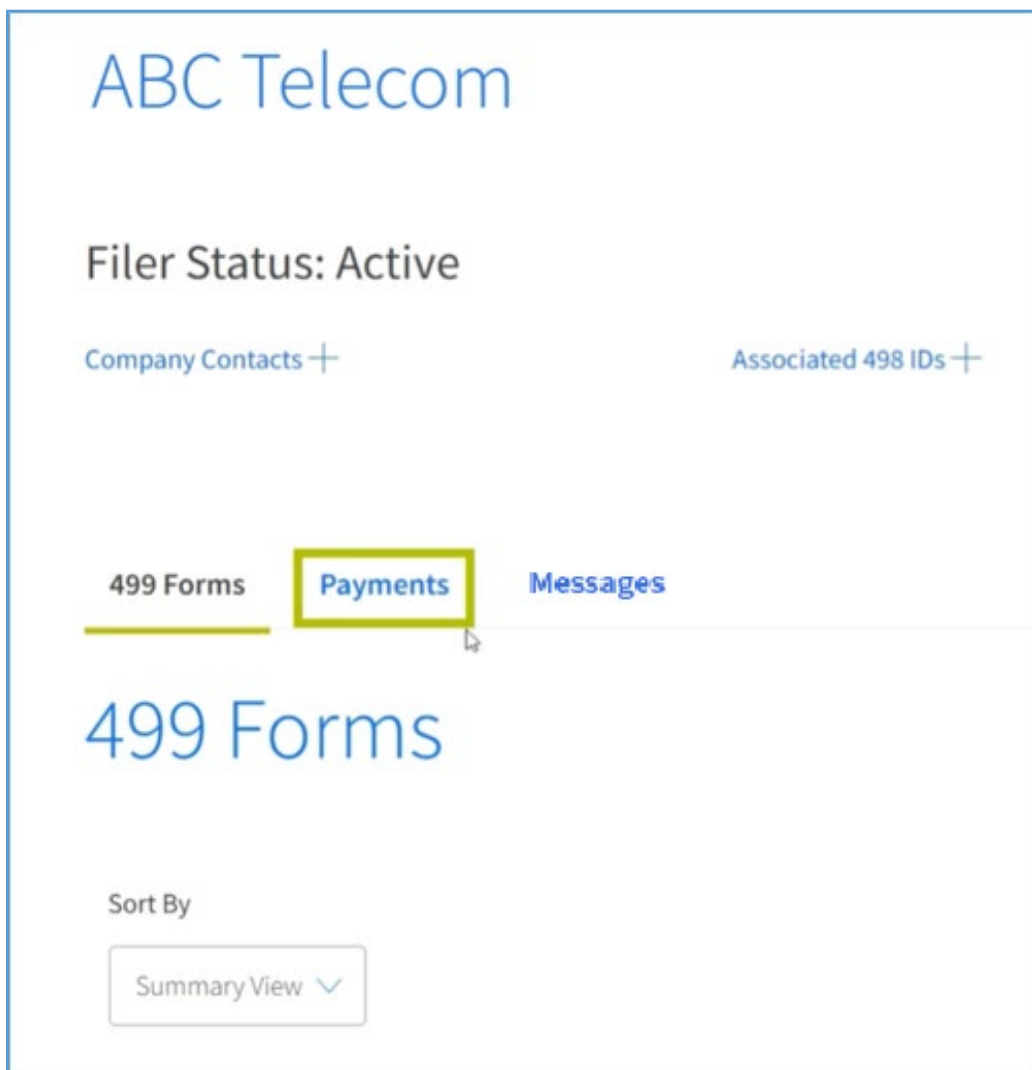 ABC Telecom
Filer Status: Active
Company Contacts +
Associated 498 IDs +
499 Forms
Payments
Messages
499 Forms
Sort By
Summary View